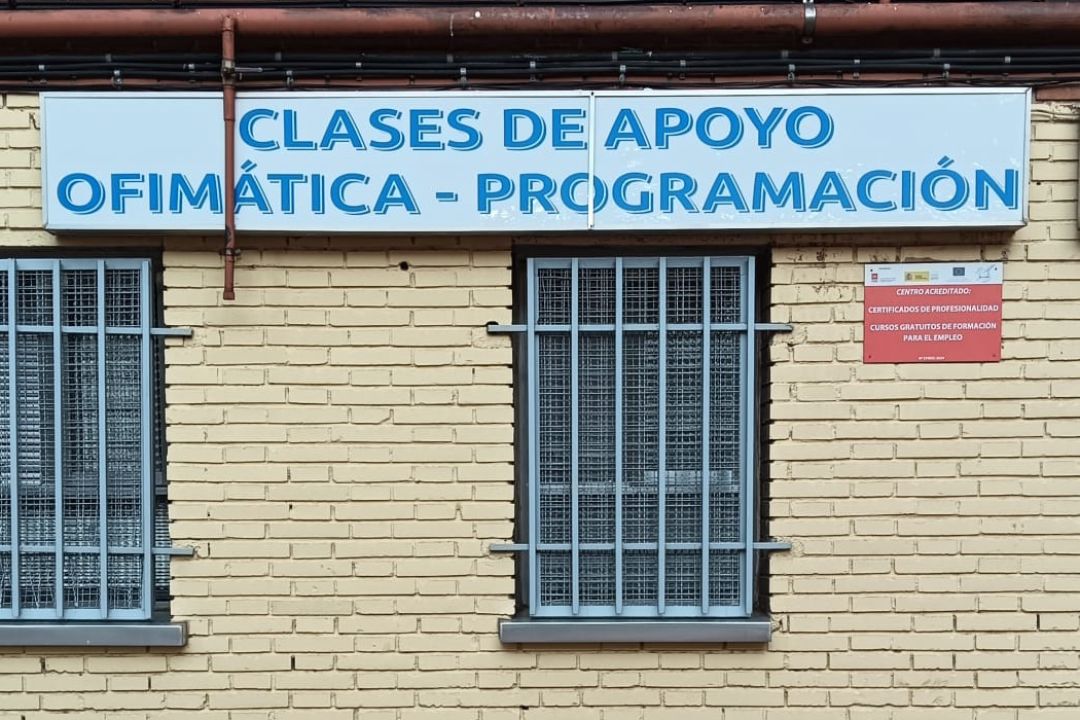 CLASES DE APOYO
OFIMÁTICA - PROGRAMACIÓN
CENTRO ACREDITADO:
CERTIFICADOS DE PROFESIONALIDAD
CURSOS GRATUITOS DE FORMACIÓN
PARA EL EMPLEO